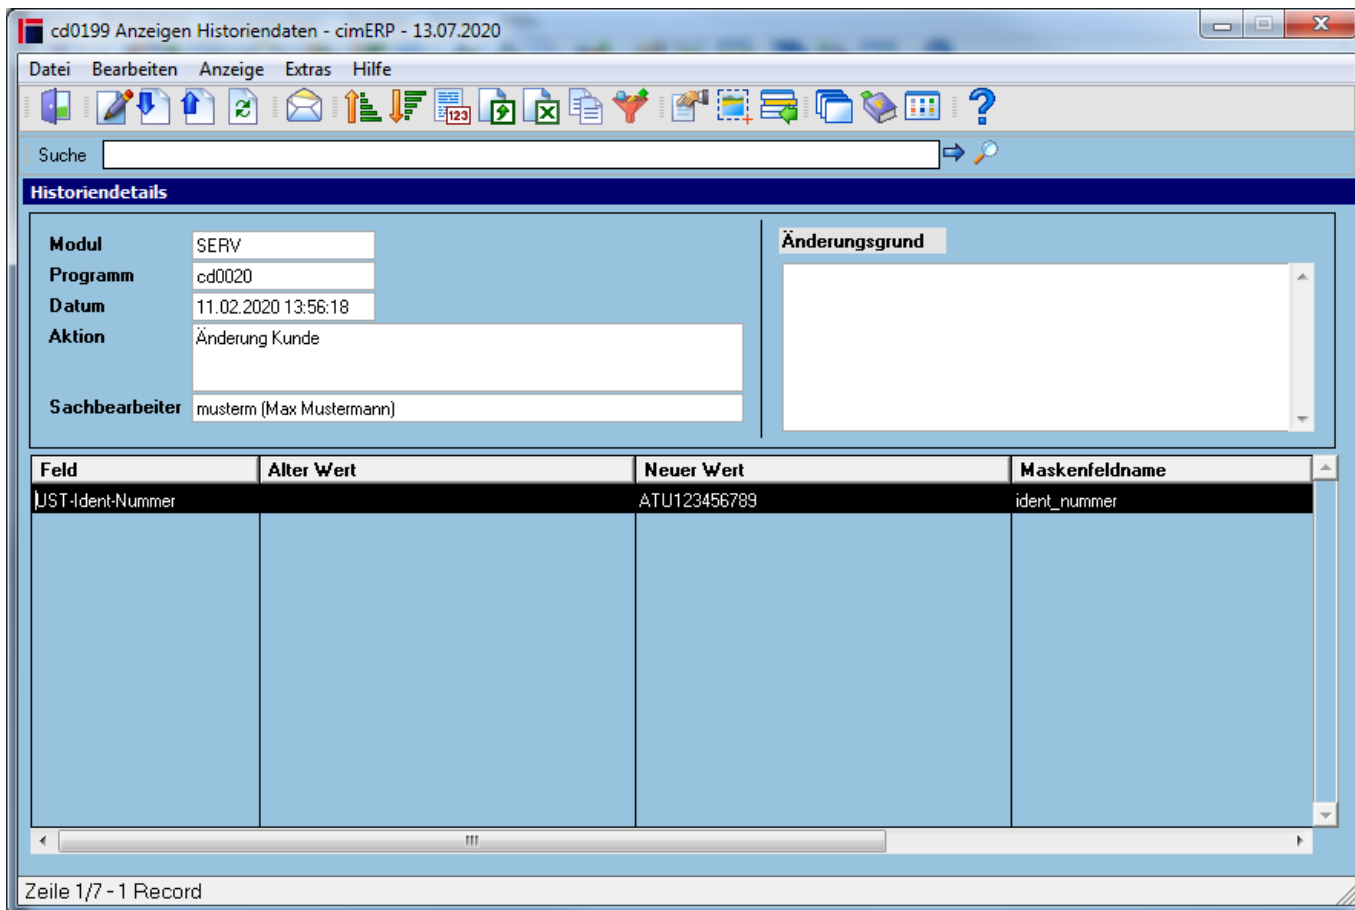 cd0199 Anzeigen Historiendaten - cimERP - 13.07.2020
Datei Bearbeiten Anzeige Extras Hilfe
123
Suche
Historiendetails
Modul SERV
Programm cd0020
Datum 11.02.2020 13:56:18
Aktion Änderung Kunde
Sachbearbeiter musterm (Max Mustermann)
Änderungsgrund
Feld Alter Wert Neuer Wert Maskenfeldname
UST-Ident-Nummer ATU123456789 ident_nummer
Zeile 1/7 - 1 Record